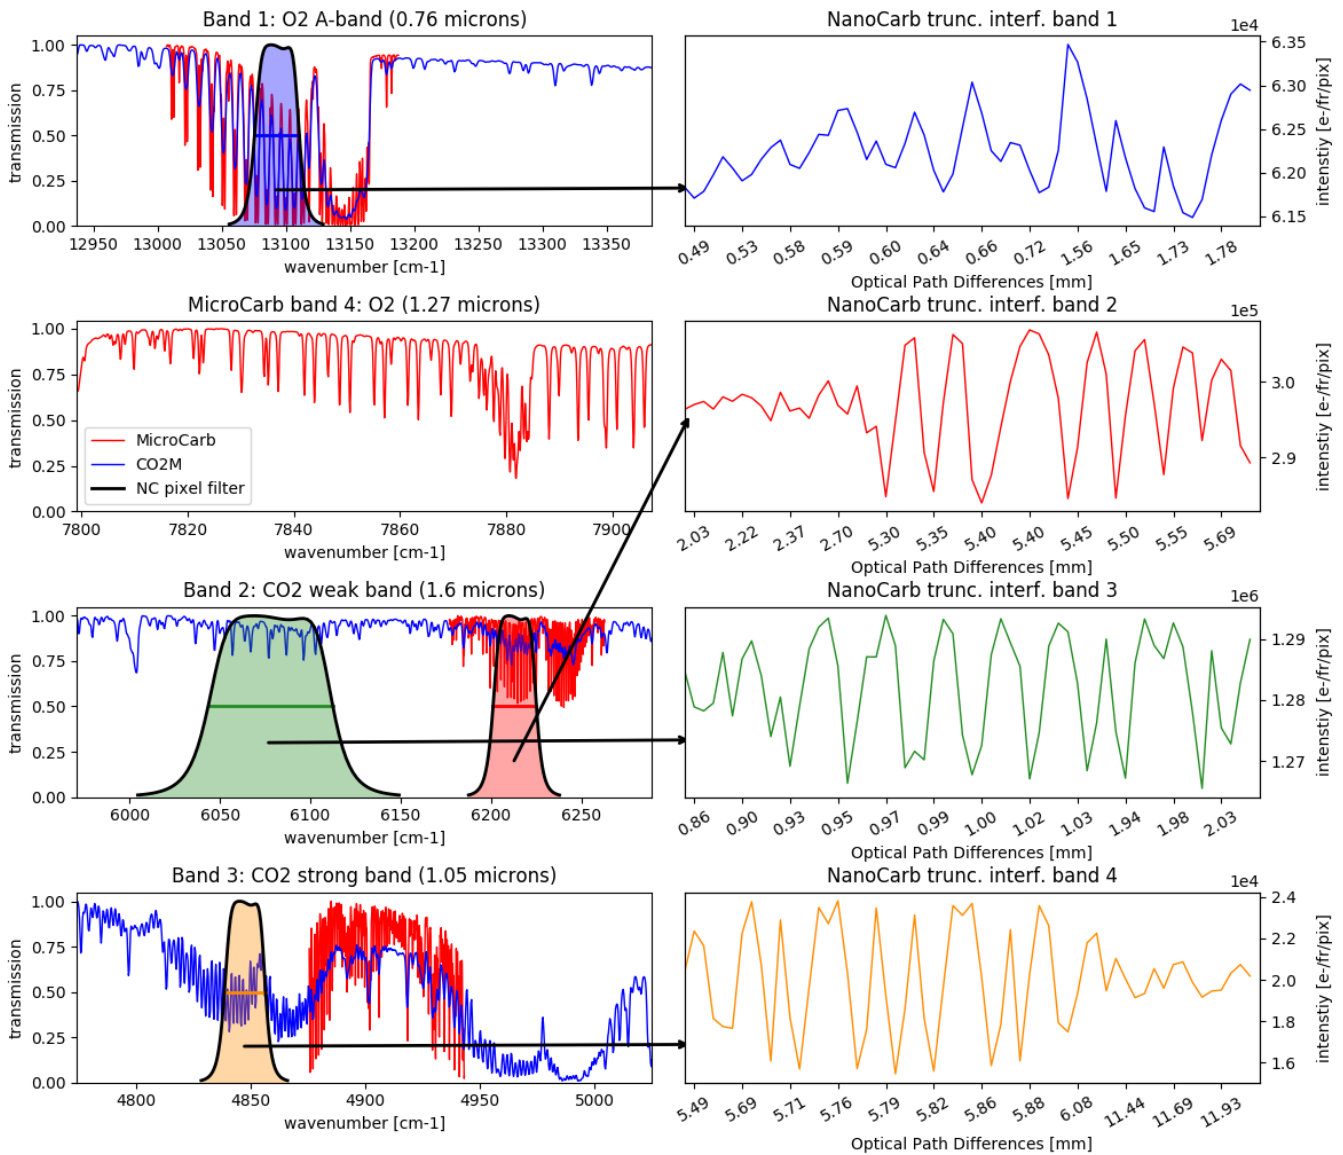 Band 1: O2 A-band (0.76 microns)
NanoCarb trunc. interf. band 1
1e4
1.00
0.75
0.50
0.25
0.00
transmission
12950 13000 13050 13100 13150 13200 13250 13300 13350
wavenumber [cm-1]
6.35
6.30
6.25
6.20
6.15
intenstiy [e-/fr/pix]
0.49 0.53 0.58 0.59 0.60 0.64 0.66 0.72 1.56 1.65 1.73 1.78
Optical Path Differences [mm]
MicroCarb band 4: O2 (1.27 microns)
NanoCarb trunc. interf. band 2
1e5
1.00
0.75
0.50
0.25
0.00
transmission
MicroCarb
CO2M
NC pixel filter
7800 7820 7840 7860 7880 7900
wavenumber [cm-1]
3.0
2.9
intenstiy [e-/fr/pix]
2.03 2.22 2.37 2.70 5.30 5.35 5.40 5.40 5.45 5.50 5.55 5.69
Optical Path Differences [mm]
Band 2: CO2 weak band (1.6 microns)
NanoCarb trunc. interf. band 3
1e6
1.00
0.75
0.50
0.25
0.00
transmission
6000 6050 6100 6150 6200 6250
wavenumber [cm-1]
1.29
1.28
1.27
intenstiy [e-/fr/pix]
0.86 0.90 0.93 0.95 0.97 0.99 1.00 1.02 1.03 1.94 1.98 2.03
Optical Path Differences [mm]
Band 3: CO2 strong band (1.05 microns)
NanoCarb trunc. interf. band 4
1e4
1.00
0.75
0.50
0.25
0.00
transmission
4800 4850 4900 4950 5000
wavenumber [cm-1]
2.4
2.2
2.0
1.8
1.6
intenstiy [e-/fr/pix]
5.49 5.69 5.71 5.76 5.79 5.82 5.86 5.88 6.08 11.44 11.69 11.93
Optical Path Differences [mm]